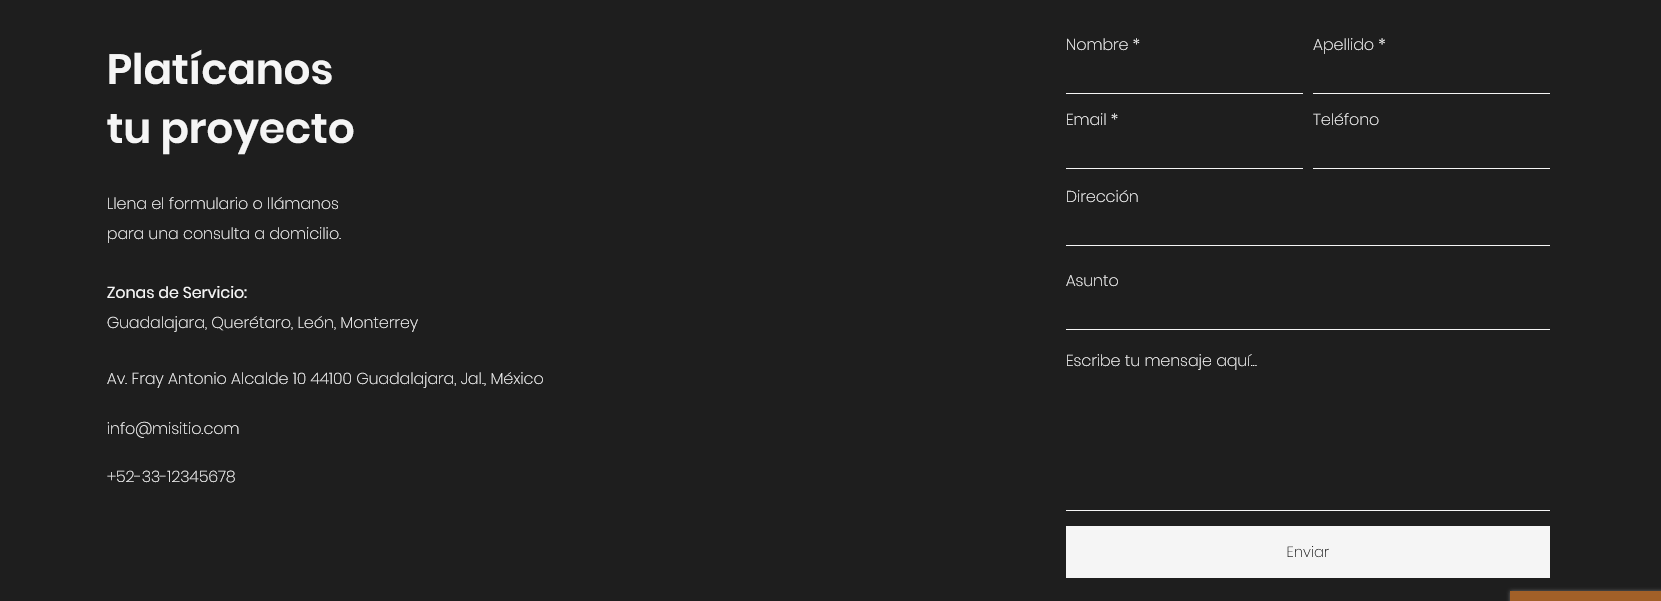 Platícanos
tu proyecto
Llena el formulario o llámanos
para una consulta a domicilio.
Zonas de Servicio:
Guadalajara, Querétaro, León, Monterrey
Av. Fray Antonio Alcalde 10 44100 Guadalajara, Jal., México
info@misitio.com
+52-33-12345678
Nombre *
Apellido *
Email *
Teléfono
Dirección
Asunto
Escribe tu mensaje aquí...
Enviar